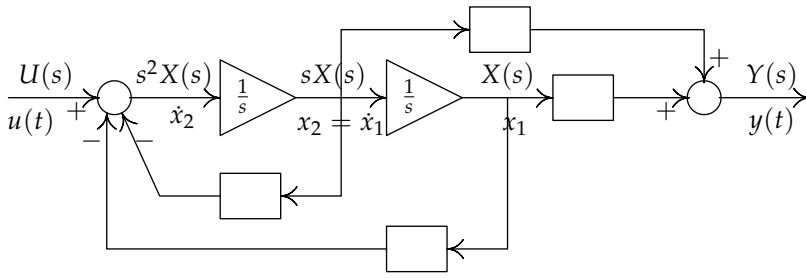 U(s) s²X(s) 1/s sX(s) 1/s X(s) Y(s)
u(t) + ẋ₂ x₂ = ẋ₁ x₁ + + y(t)
− −